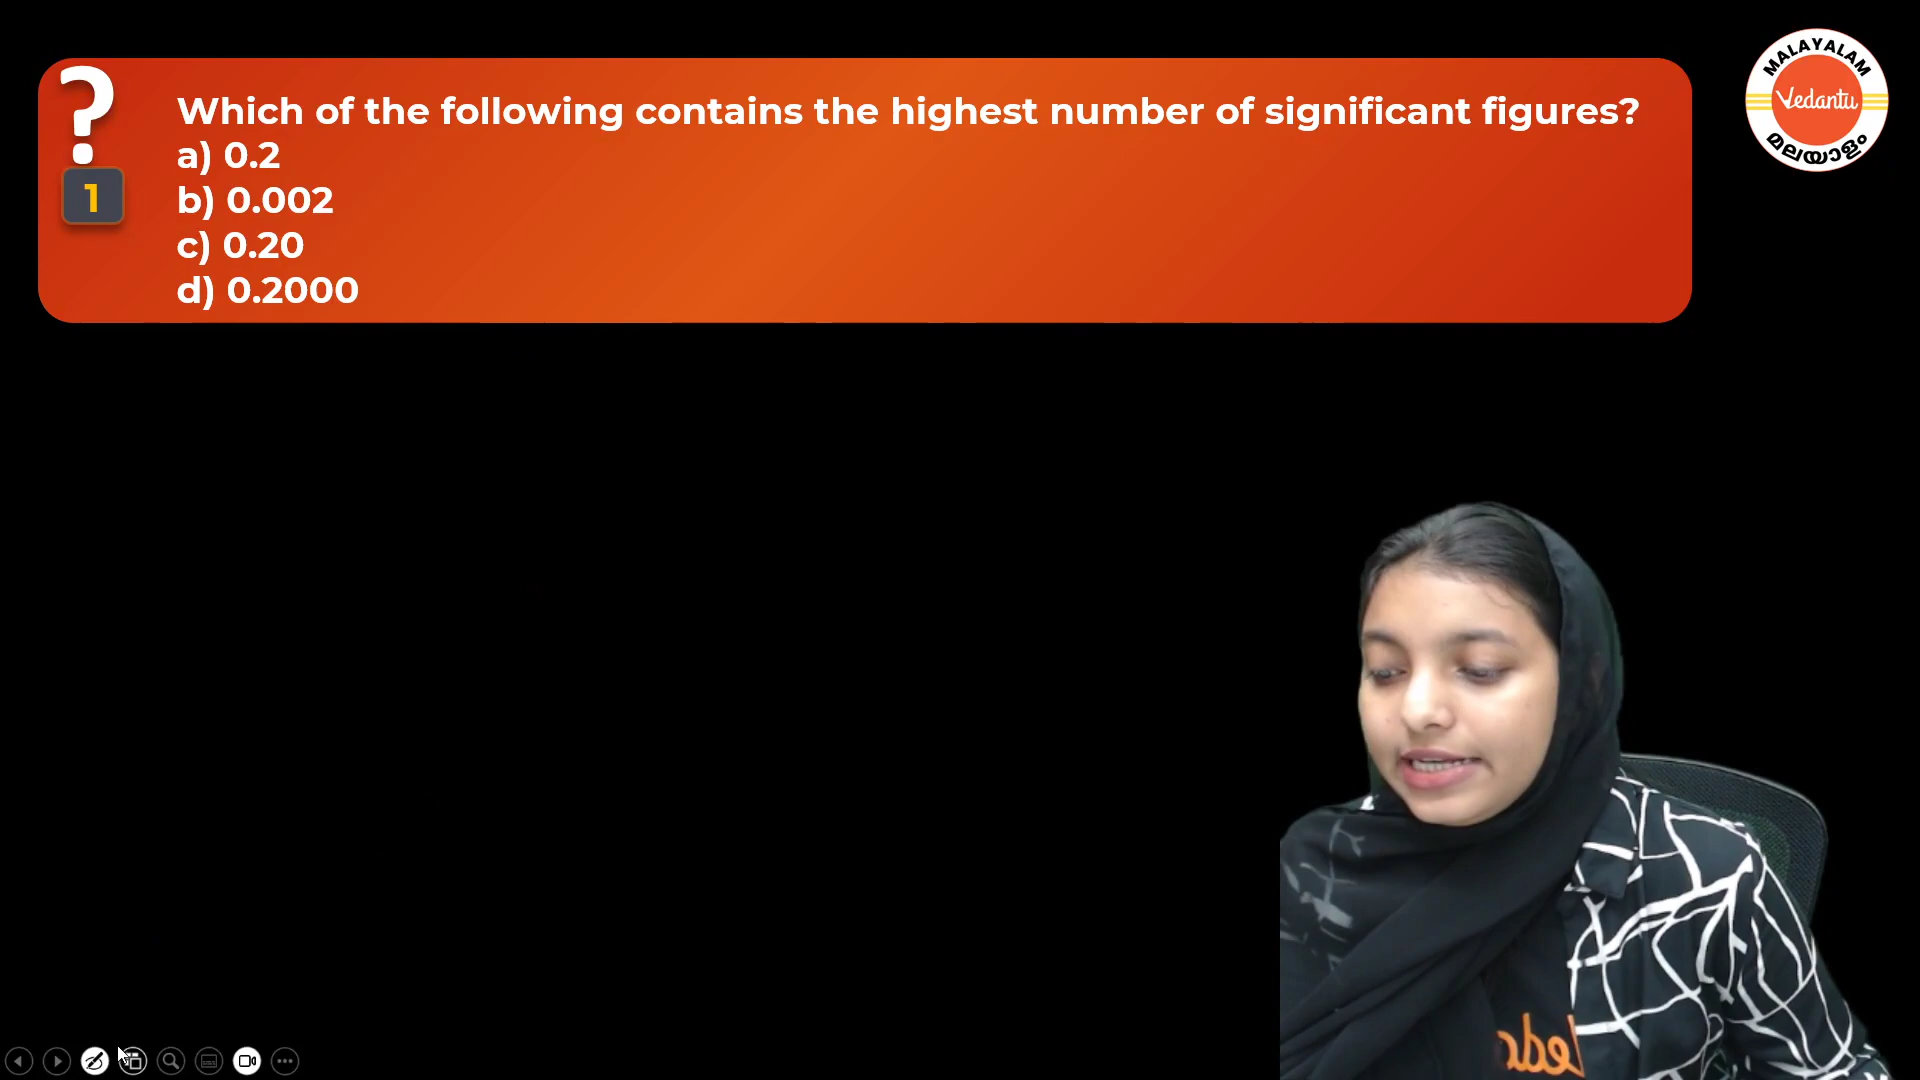 ?
1
Which of the following contains the highest number of significant figures?
a) 0.2
b) 0.002
c) 0.20
d) 0.2000
MALAYALAM
Vedantu
മലയാളം